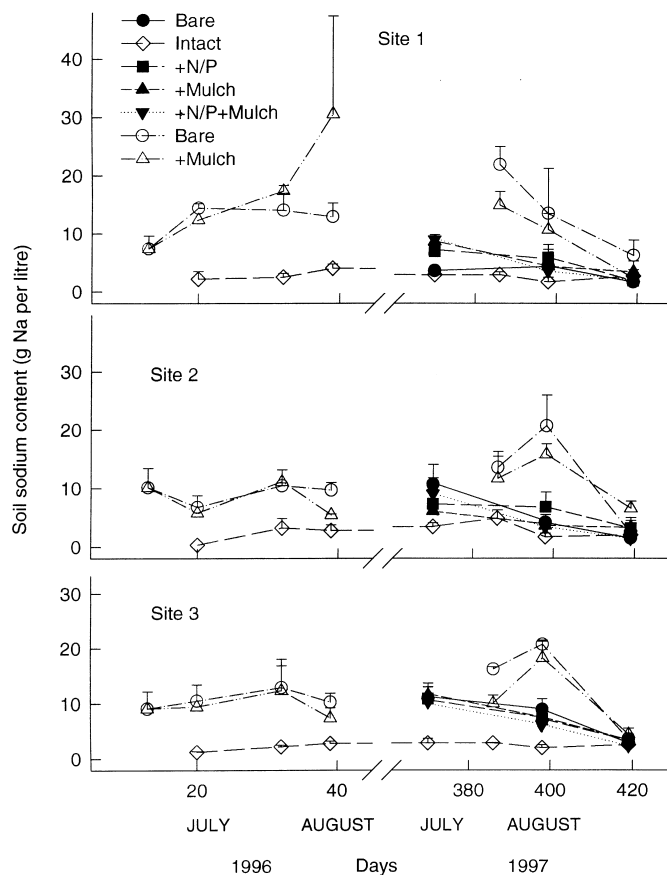 Bare
Intact
+N/P
+Mulch
+N/P+Mulch
Bare
+Mulch
Site 1
40
30
20
10
0
Site 2
30
20
10
0
Site 3
30
20
10
0
Soil sodium content (g Na per litre)
20 40 380 400 420
JULY AUGUST JULY AUGUST
1996 Days 1997